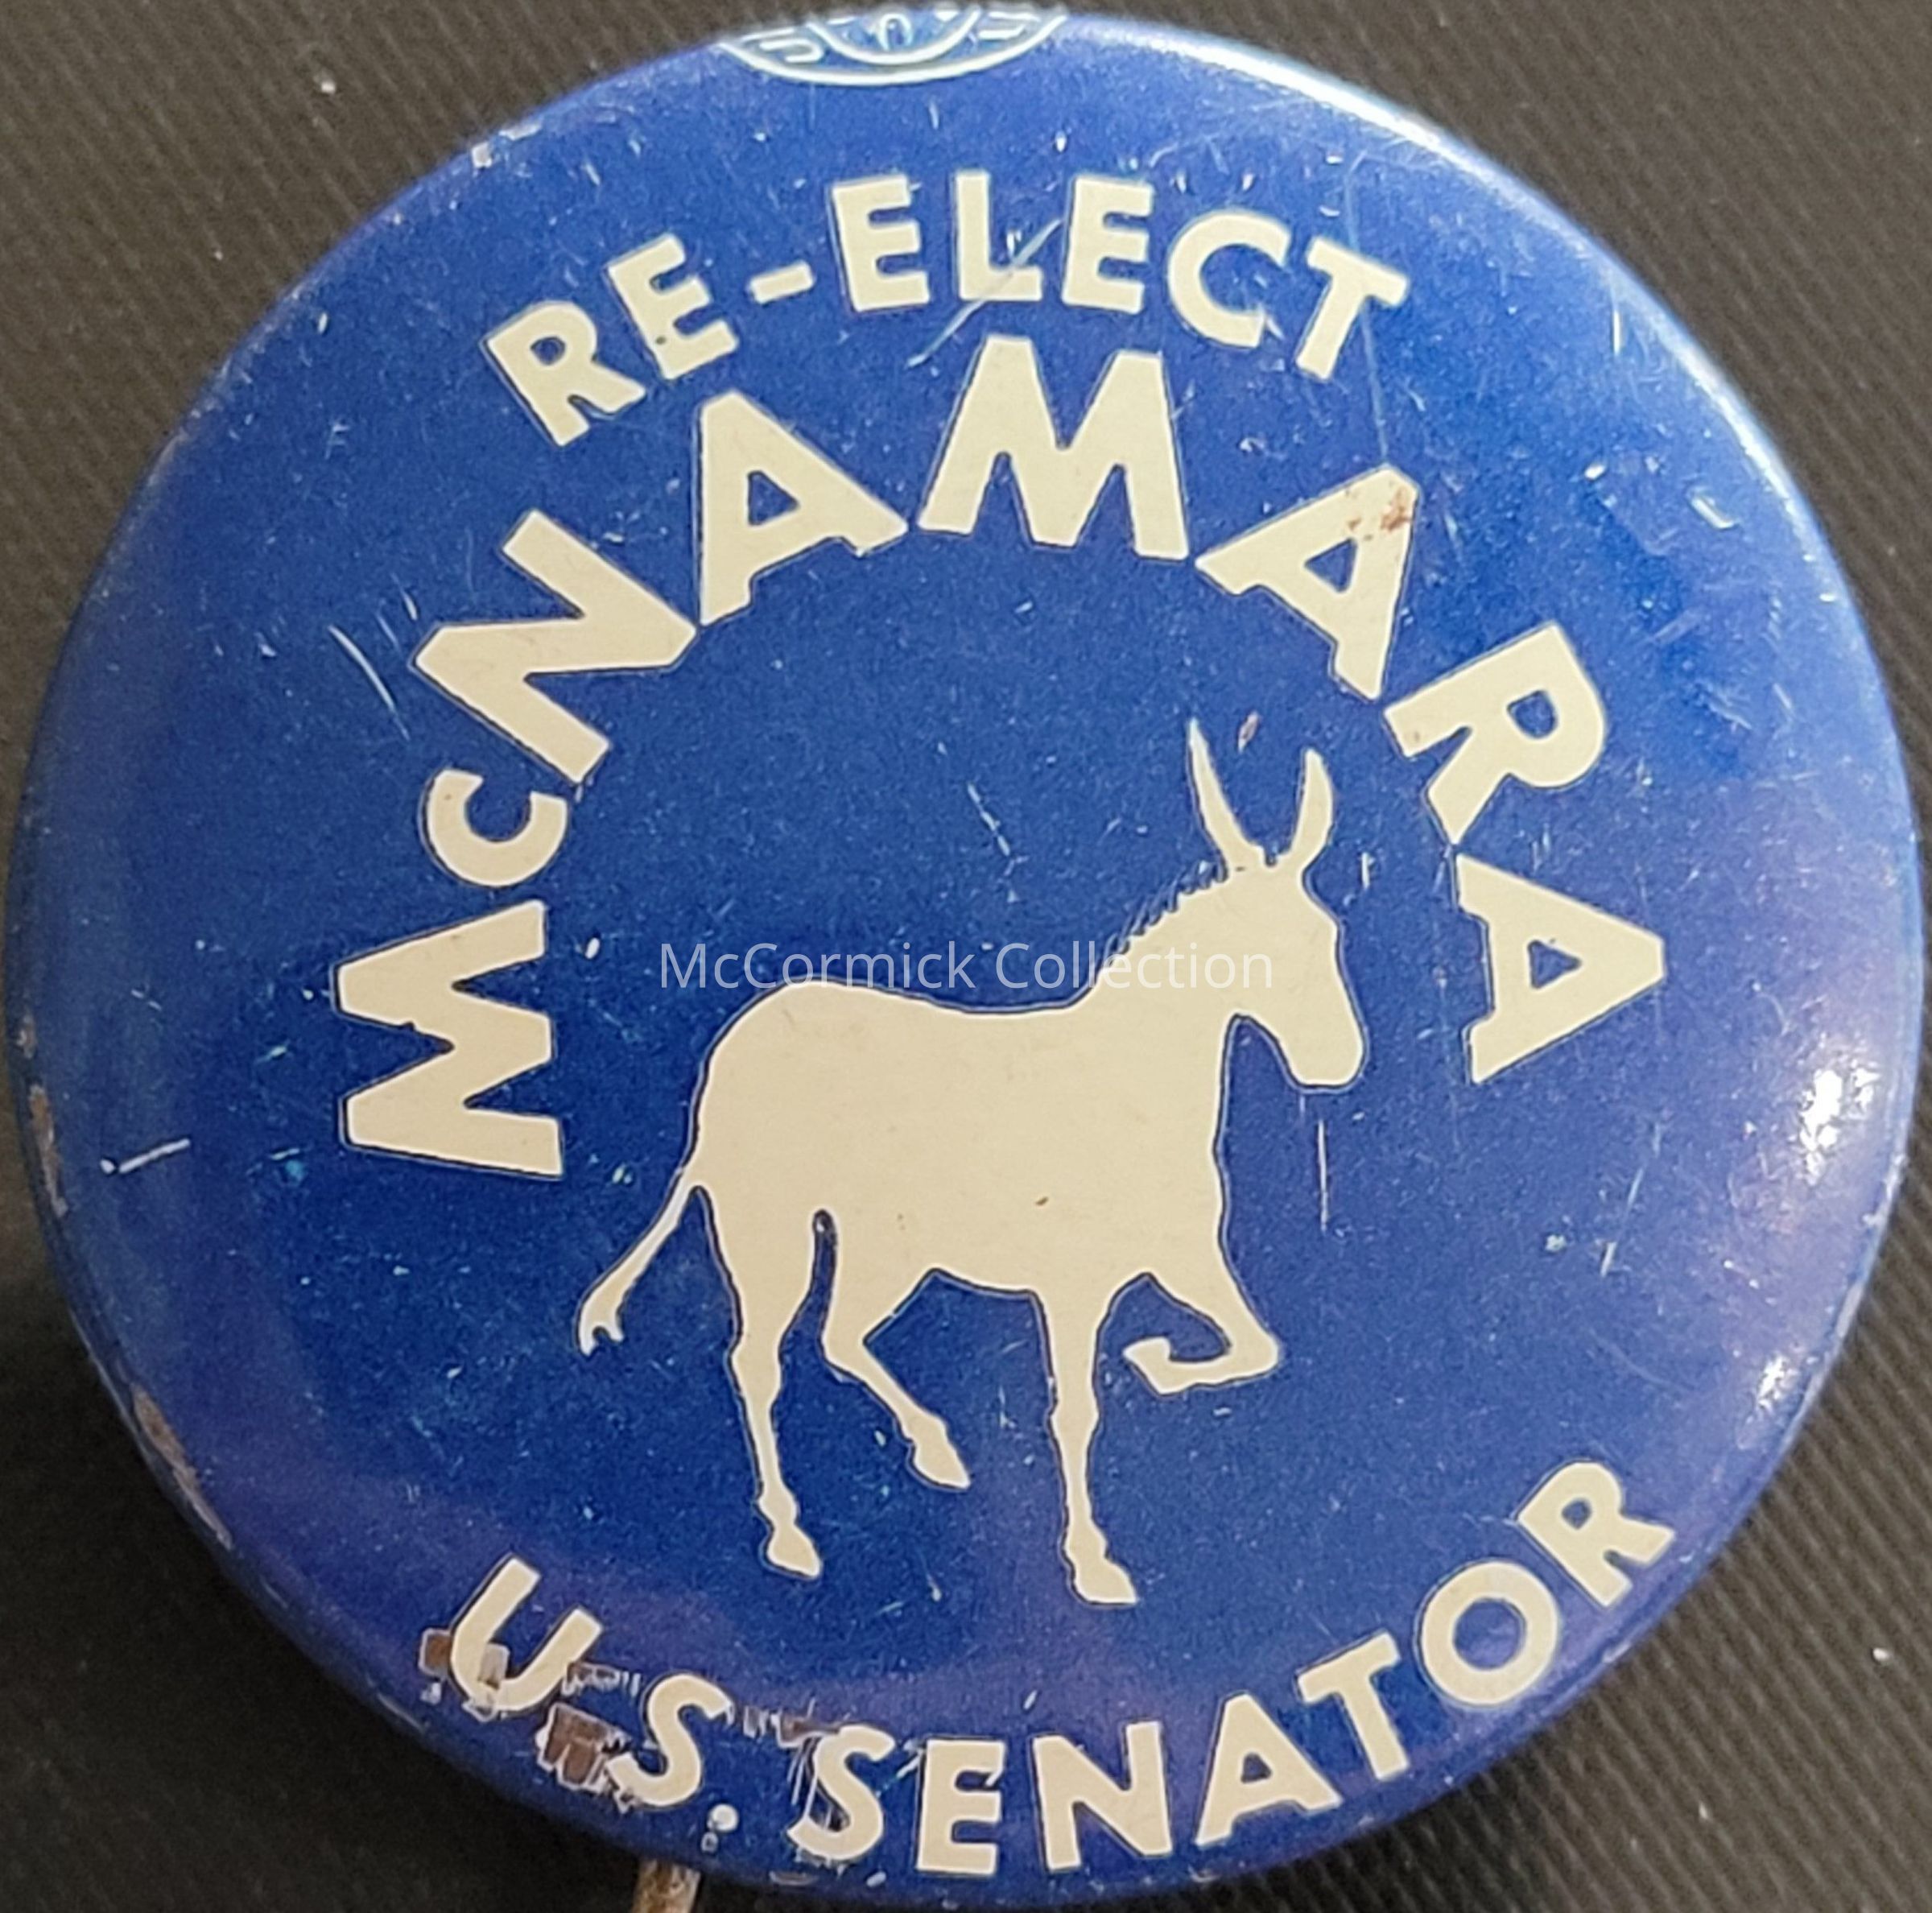 RE-ELECT
McNAMARA
McCormick Collection
U.S. SENATOR